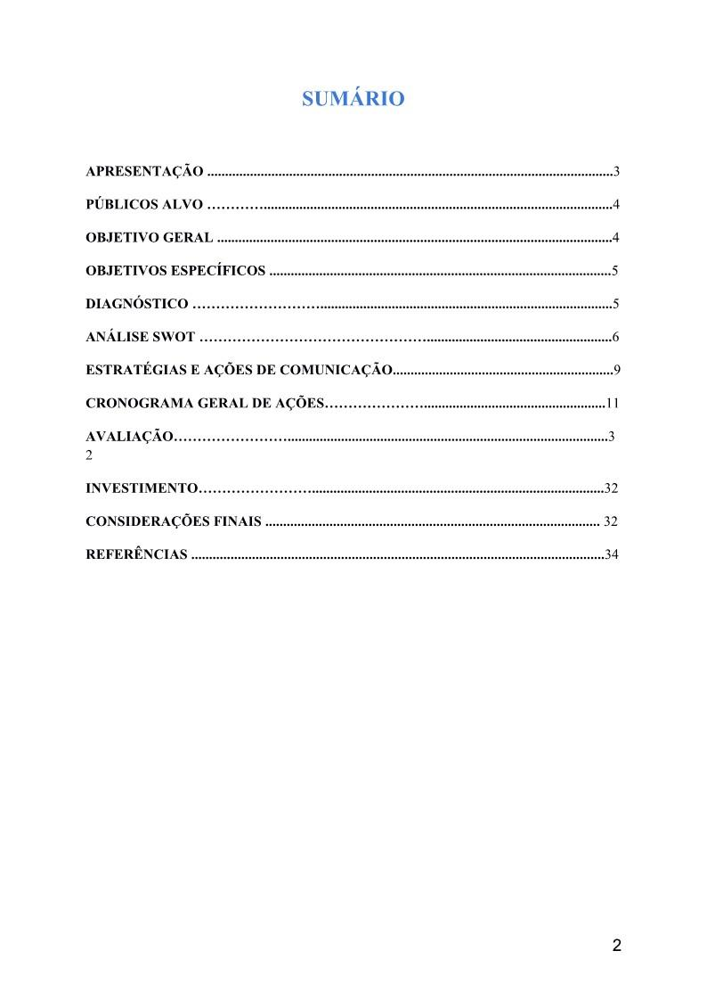 SUMÁRIO
APRESENTAÇÃO ..................................................................................................................3
PÚBLICOS ALVO …………..................................................................................................4
OBJETIVO GERAL ...............................................................................................................4
OBJETIVOS ESPECÍFICOS ................................................................................................5
DIAGNÓSTICO ………………………..................................................................................5
ANÁLISE SWOT ………………………………………….....................................................6
ESTRATÉGIAS E AÇÕES DE COMUNICAÇÃO..............................................................9
CRONOGRAMA GERAL DE AÇÕES………………….....................................................11
AVALIAÇÃO……………………..........................................................................................3
2
INVESTIMENTO……………………...................................................................................32
CONSIDERAÇÕES FINAIS .............................................................................................. 32
REFERÊNCIAS ....................................................................................................................34
2